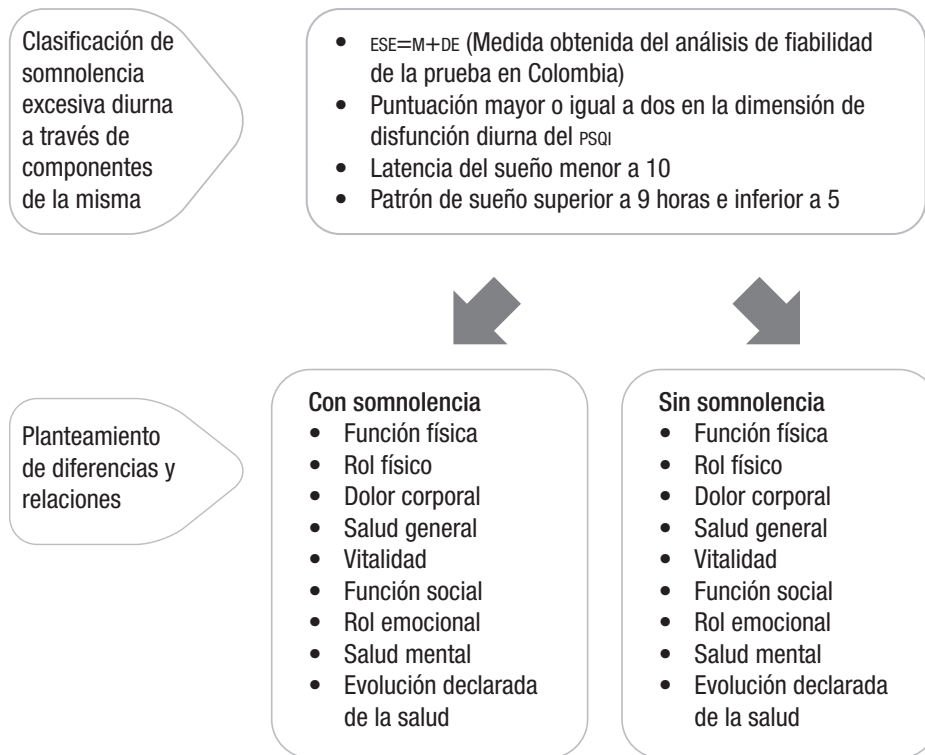 Clasificación de
somnolencia
excesiva diurna
a través de
componentes
de la misma
• ESE=M+DE (Medida obtenida del análisis de fiabilidad
de la prueba en Colombia)
• Puntuación mayor o igual a dos en la dimensión de
disfunción diurna del PSQI
• Latencia del sueño menor a 10
• Patrón de sueño superior a 9 horas e inferior a 5
Planteamiento
de diferencias y
relaciones
Con somnolencia
• Función física
• Rol físico
• Dolor corporal
• Salud general
• Vitalidad
• Función social
• Rol emocional
• Salud mental
• Evolución declarada
de la salud
Sin somnolencia
• Función física
• Rol físico
• Dolor corporal
• Salud general
• Vitalidad
• Función social
• Rol emocional
• Salud mental
• Evolución declarada
de la salud